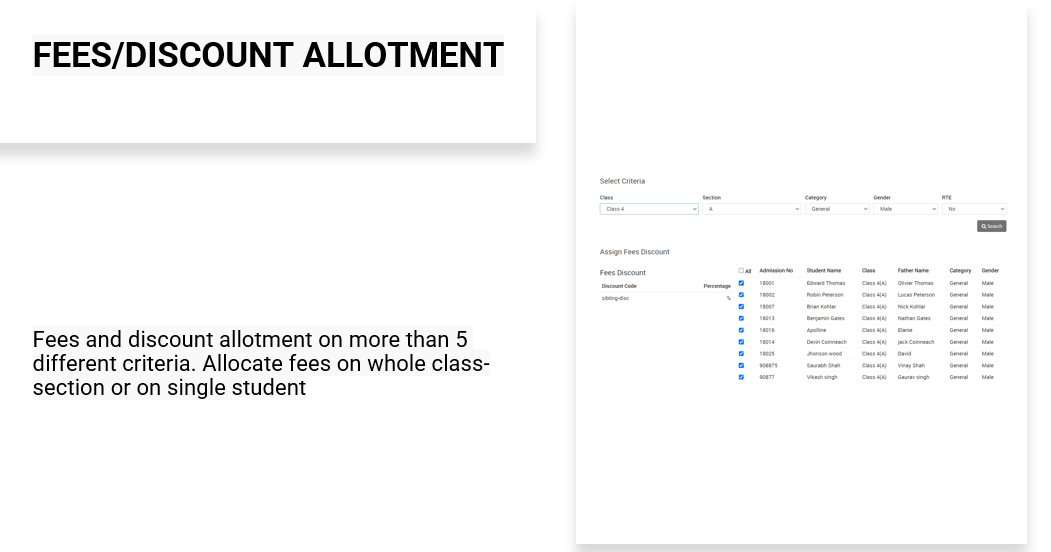 FEES/DISCOUNT ALLOTMENT
Fees and discount allotment on more than 5
different criteria. Allocate fees on whole class-
section or on single student
Select Criteria
Class Section Category Gender RTE
Class 4 A General Male No
Search
Assign Fees Discount
Fees Discount
Discount Code Percentage
sibling-disc %
All Admission No Student Name Class Father Name Category Gender
18001 Edward Thomas Class 4(A) Olivier Thomas General Male
18002 Robin Peterson Class 4(A) Lucas Peterson General Male
18007 Brian Kohlar Class 4(A) Nick Kohlar General Male
18013 Benjamin Gates Class 4(A) Nathan Gates General Male
18016 Apolline Class 4(A) Elanie General Male
18014 Devin Coinneach Class 4(A) jack Coinneach General Male
18025 Jhonson wood Class 4(A) David General Male
908875 Saurabh Shah Class 4(A) Vinay Shah General Male
90877 Vikash singh Class 4(A) Gaurav singh General Male